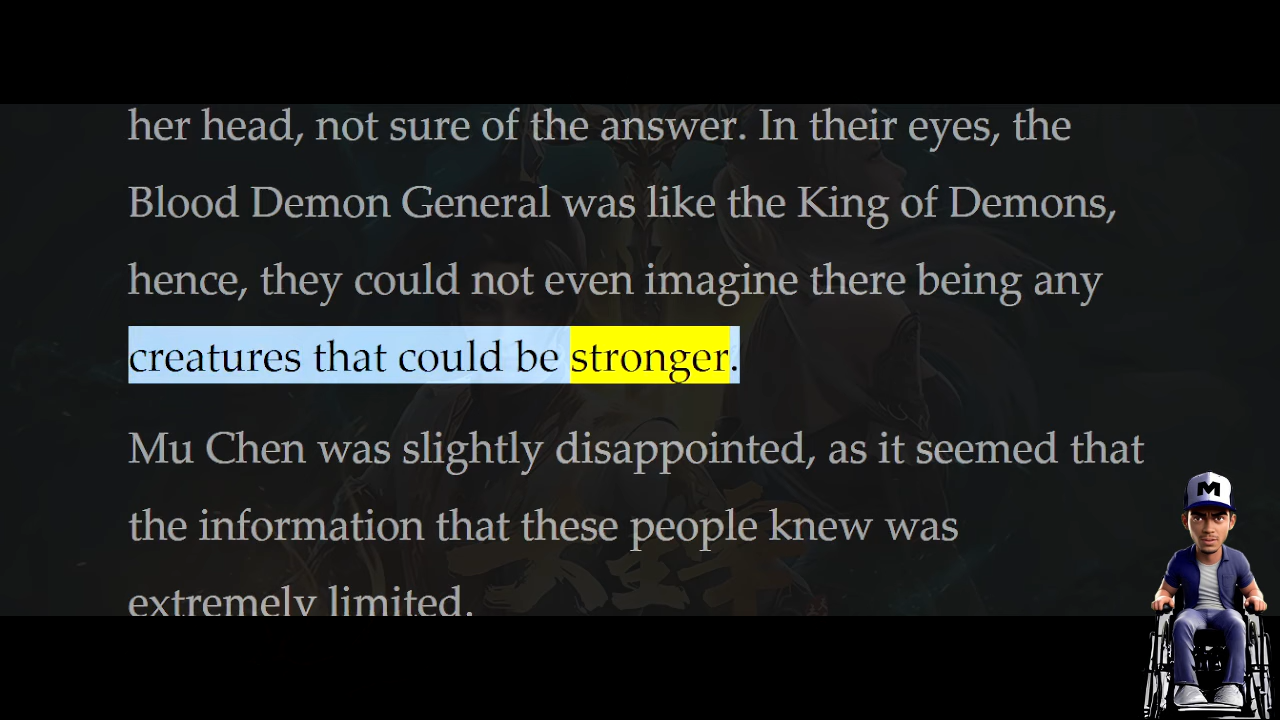 her head, not sure of the answer. In their eyes, the
Blood Demon General was like the King of Demons,
hence, they could not even imagine there being any
creatures that could be stronger.
Mu Chen was slightly disappointed, as it seemed that
the information that these people knew was
extremely limited.
M